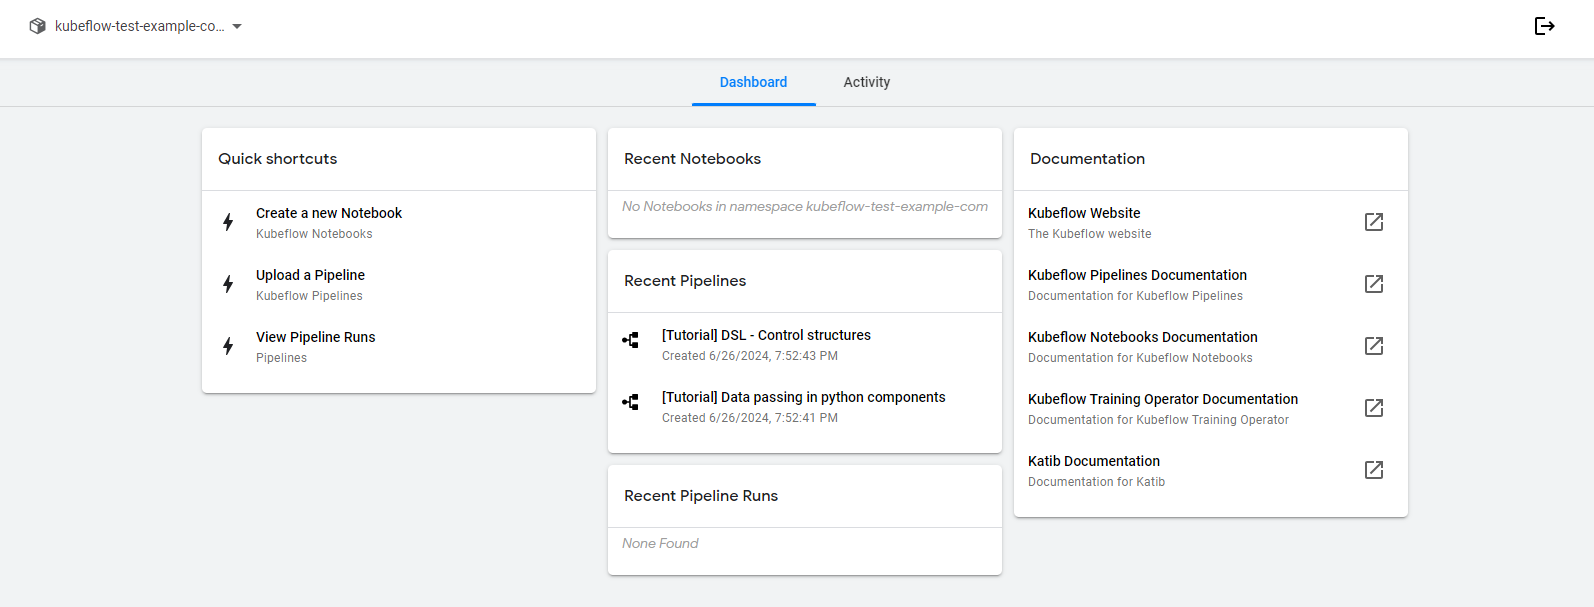 kubeflow-test-example-co...
Dashboard
Activity
Quick shortcuts
Create a new Notebook
Kubeflow Notebooks
Upload a Pipeline
Kubeflow Pipelines
View Pipeline Runs
Pipelines
Recent Notebooks
No Notebooks in namespace kubeflow-test-example-com
Recent Pipelines
[Tutorial] DSL - Control structures
Created 6/26/2024, 7:52:43 PM
[Tutorial] Data passing in python components
Created 6/26/2024, 7:52:41 PM
Recent Pipeline Runs
None Found
Documentation
Kubeflow Website
The Kubeflow website
Kubeflow Pipelines Documentation
Documentation for Kubeflow Pipelines
Kubeflow Notebooks Documentation
Documentation for Kubeflow Notebooks
Kubeflow Training Operator Documentation
Documentation for Kubeflow Training Operator
Katib Documentation
Documentation for Katib